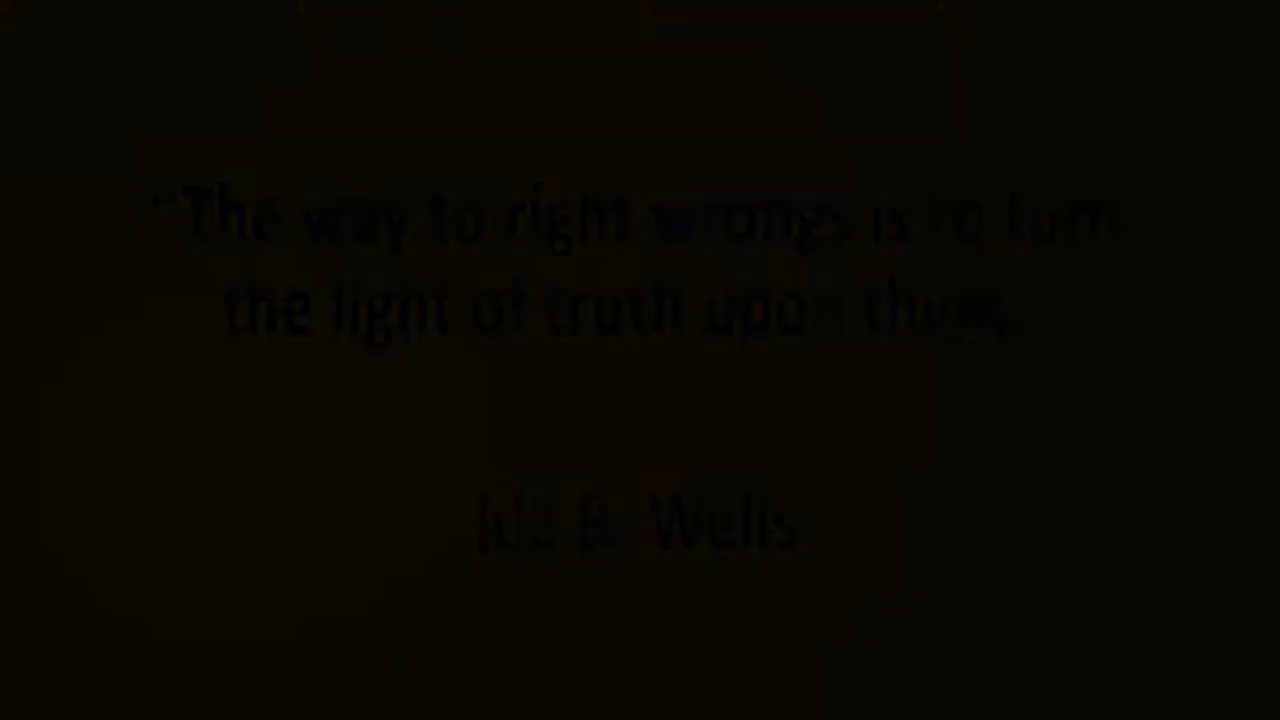 “The way to right wrongs is to turn
the light of truth upon them.”
Ida B. Wells